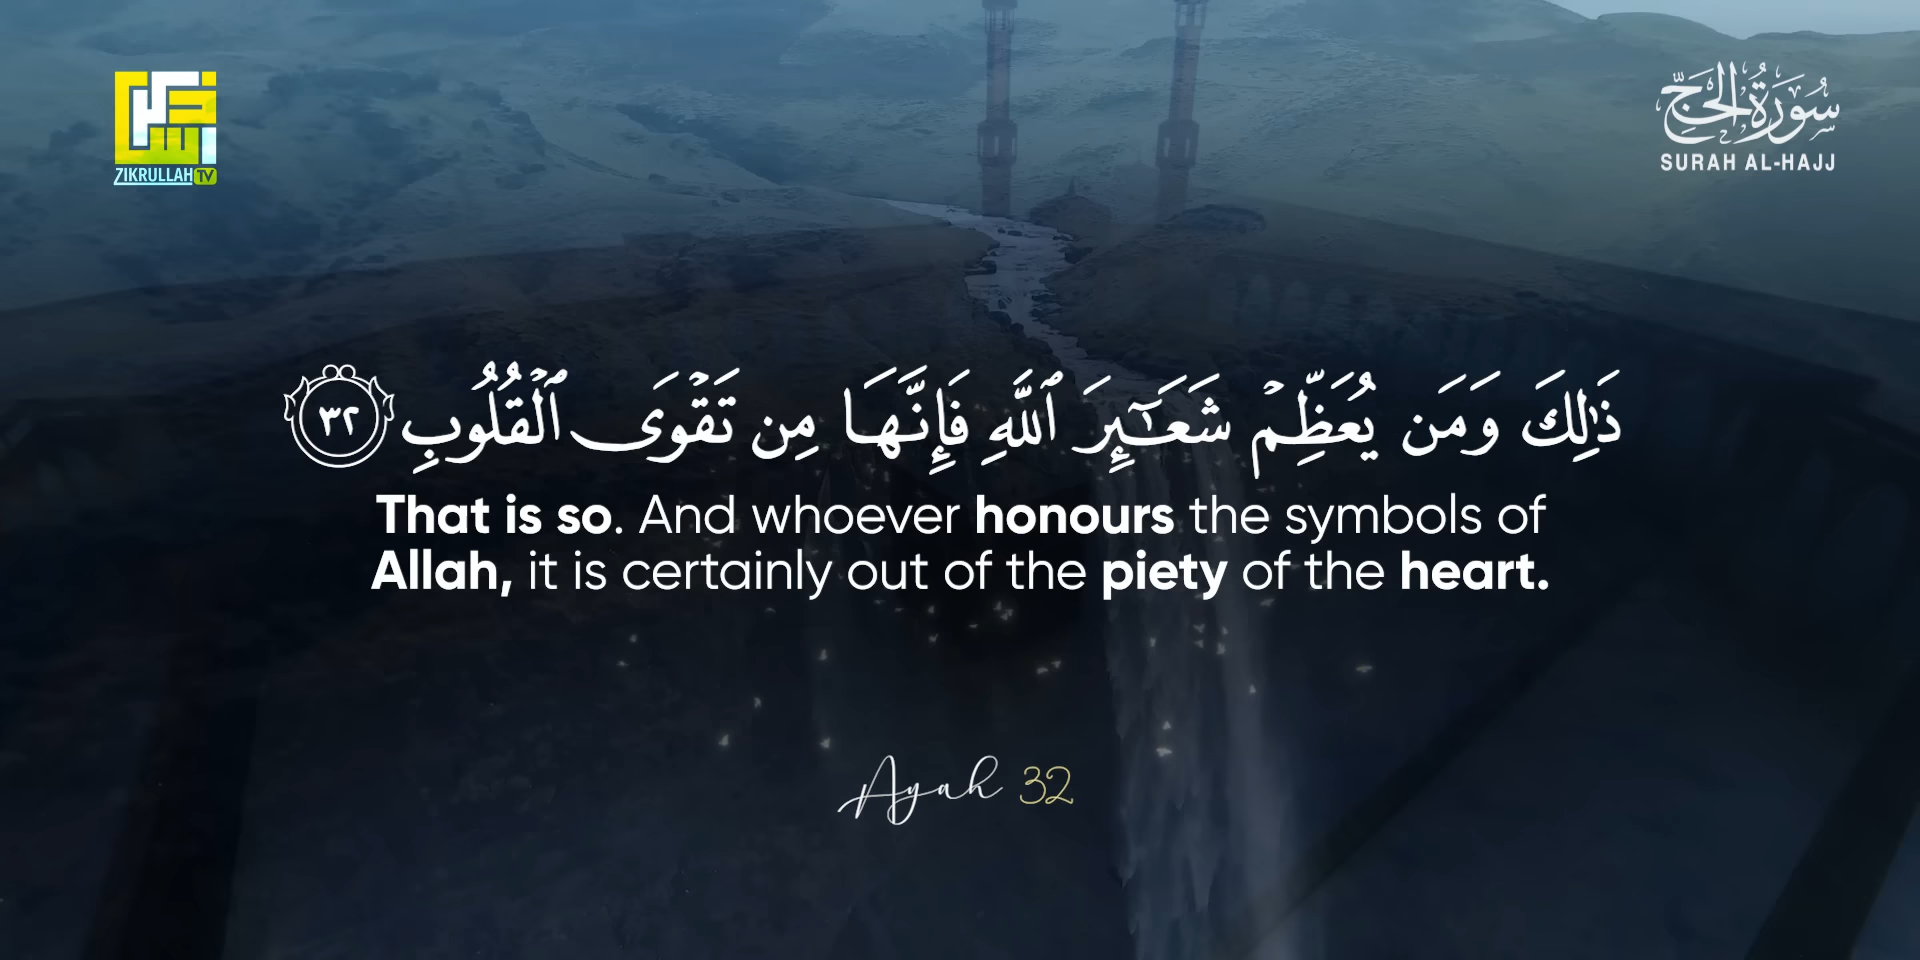 ZIKRULLAH TV
سُورَةُ الحَجِّ
SURAH AL-HAJJ
ذَٰلِكَ وَمَن يُعَظِّمْ شَعَـٰٓئِرَ ٱللَّهِ فَإِنَّهَا مِن تَقْوَى ٱلْقُلُوبِ ٣٢
That is so. And whoever honours the symbols of
Allah, it is certainly out of the piety of the heart.
Ayah 32